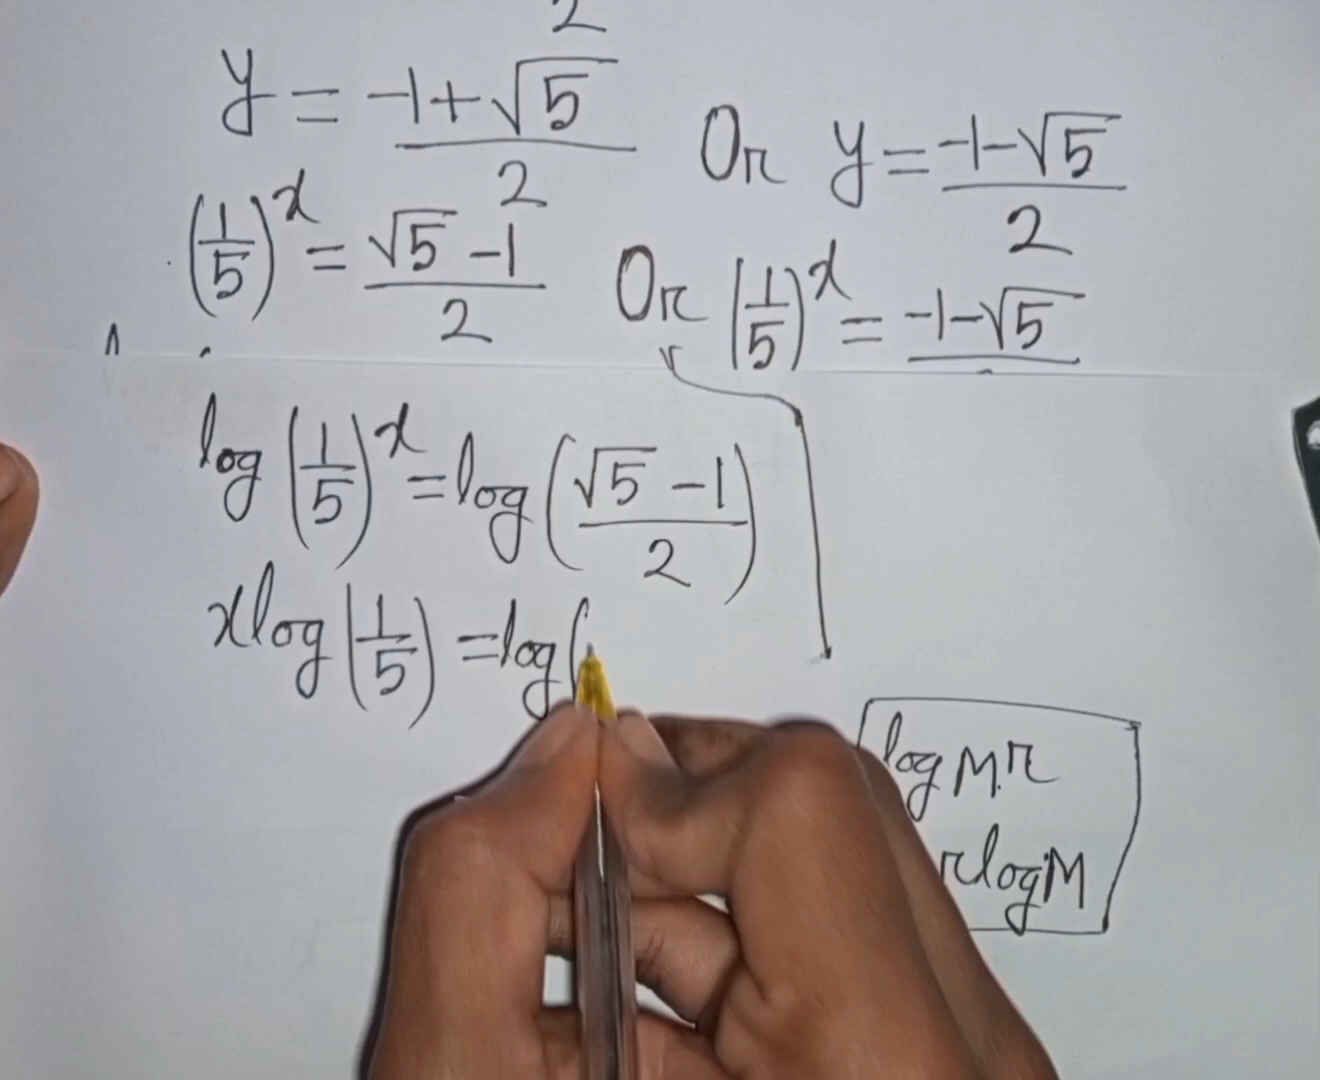 2
y = -1+√5/2 Or y = -1-√5/2
(1/5)^x = √5-1/2 Or (1/5)^x = -1-√5
log(1/5)^x = log(√5-1/2)
xlog(1/5) = log(
log M^r
rlogM